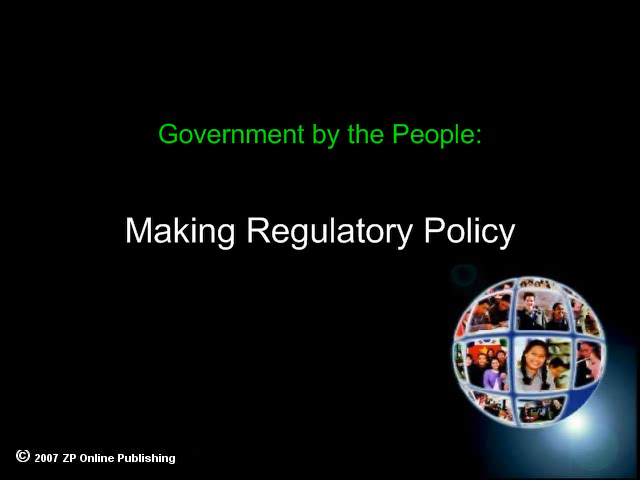 Government by the People:
Making Regulatory Policy
© 2007 ZP Online Publishing